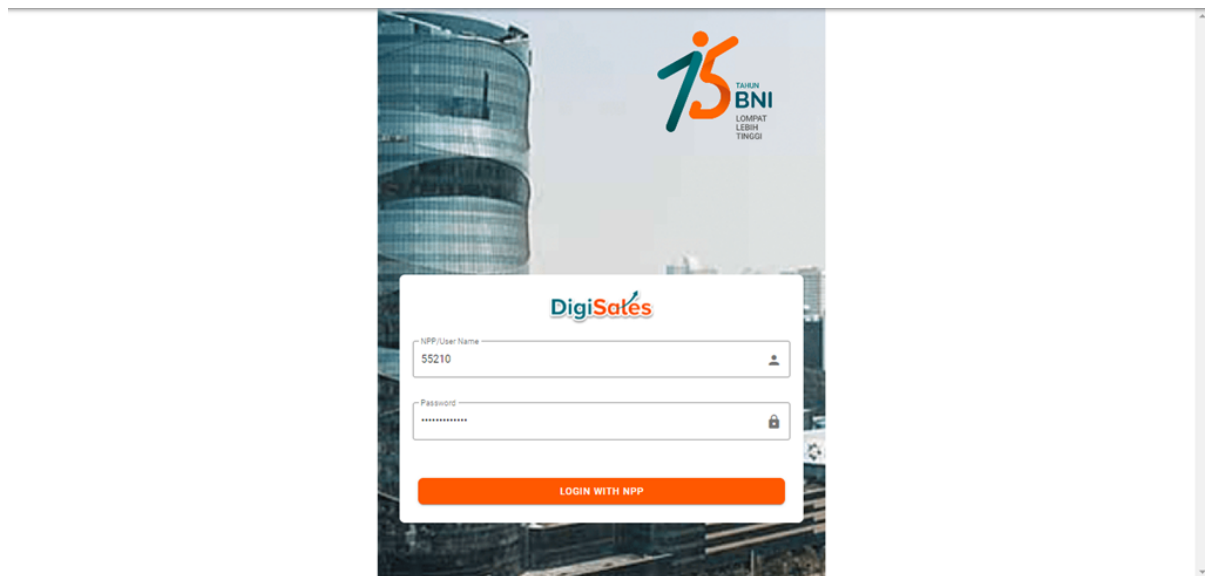 75
TAHUN
BNI
LOMPAT
LEBIH
TINGGI
DigiSales
NPP/User Name
55210
Password
•••••••••••••
LOGIN WITH NPP